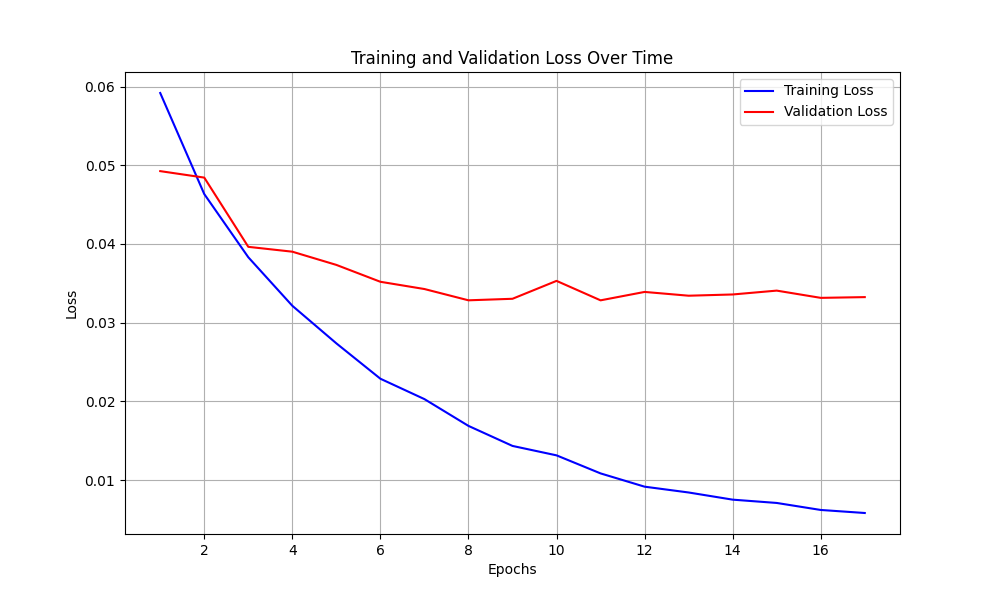 Training and Validation Loss Over Time
Training Loss
Validation Loss
0.06
0.05
0.04
0.03
0.02
0.01
Loss
2 4 6 8 10 12 14 16
Epochs